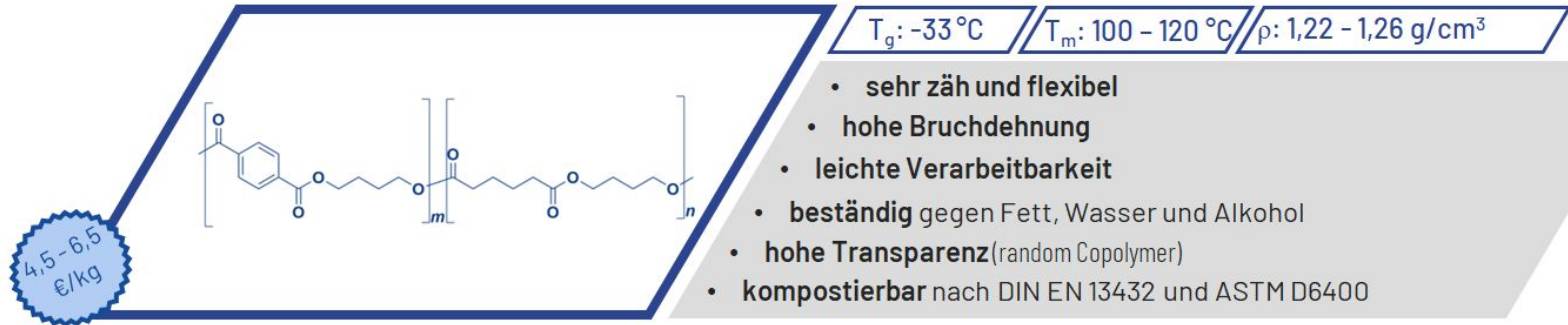 T_g: -33 °C
T_m: 100 – 120 °C
ρ: 1,22 - 1,26 g/cm³
• sehr zäh und flexibel
• hohe Bruchdehnung
• leichte Verarbeitbarkeit
• beständig gegen Fett, Wasser und Alkohol
• hohe Transparenz (random Copolymer)
• kompostierbar nach DIN EN 13432 und ASTM D6400
O
O
O
O
m
O
O
O
O
n
4,5 - 6,5
€/kg